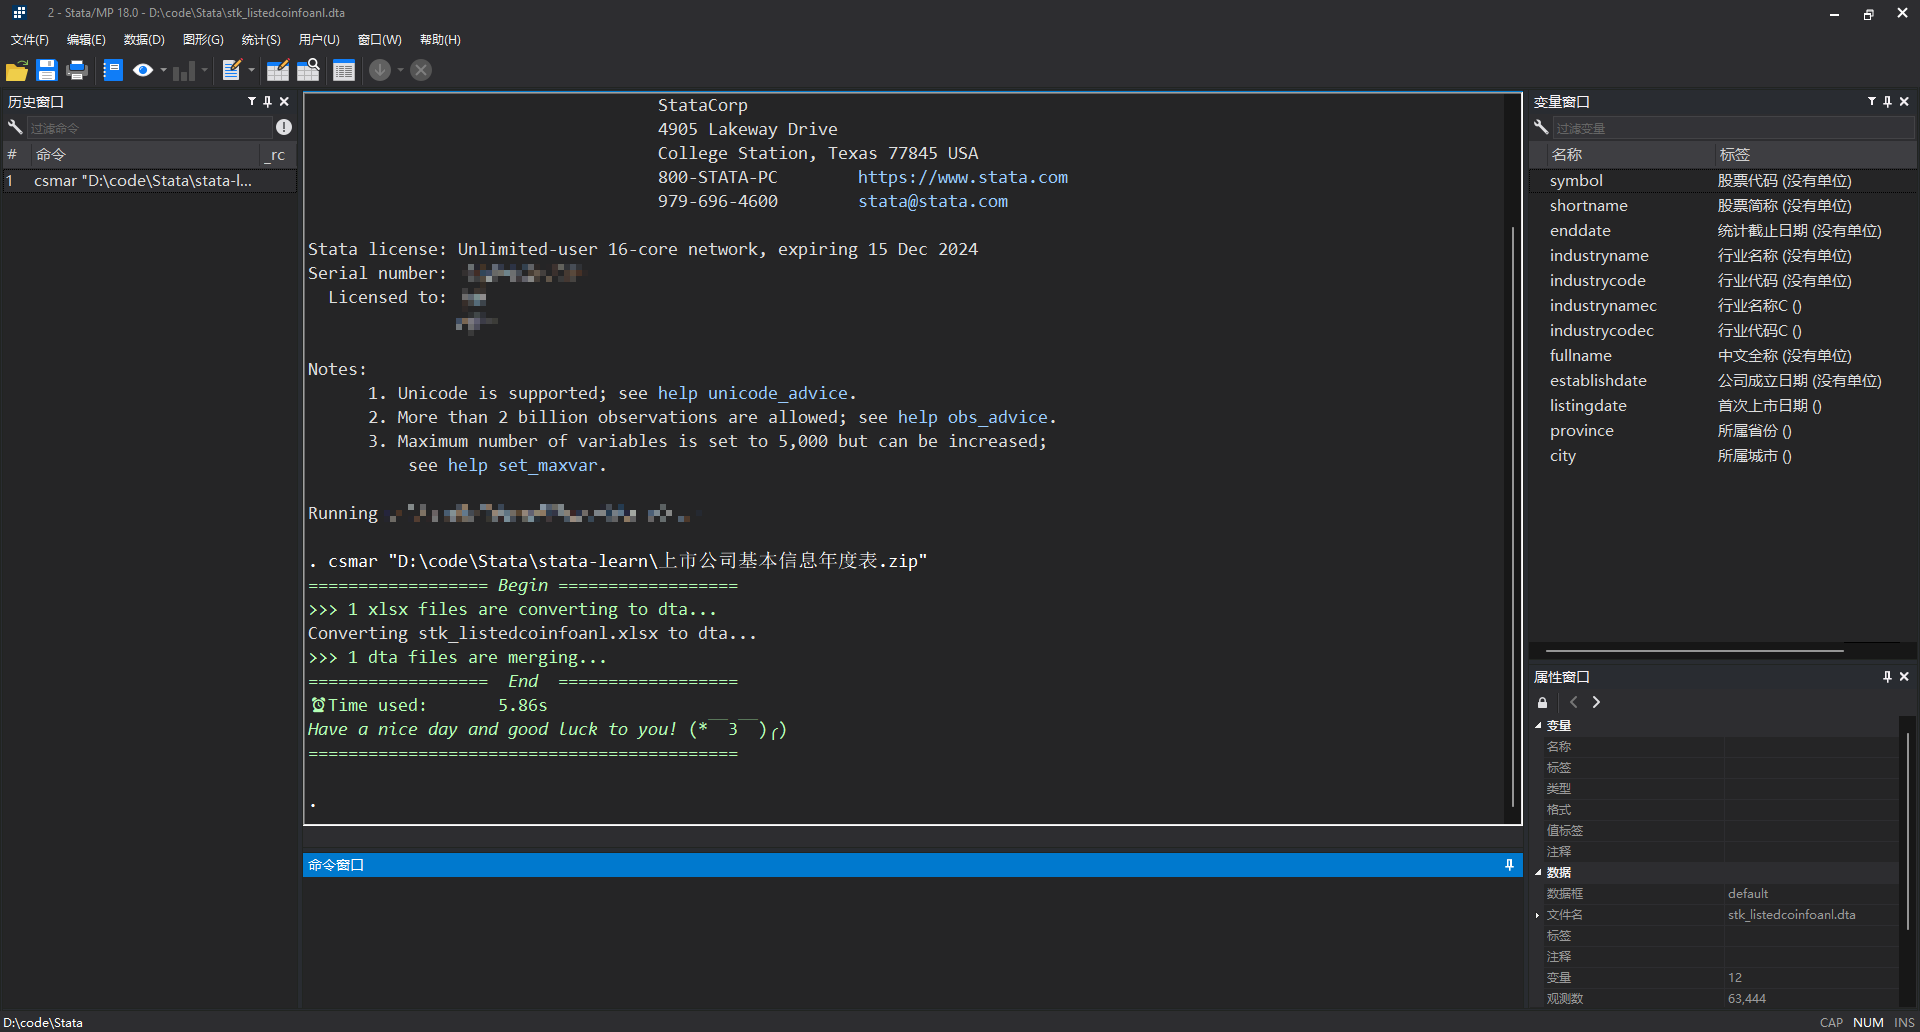 2 - Stata/MP 18.0 - D:\code\Stata\stk_listedcoinfoanl.dta
文件(F) 编辑(E) 数据(D) 图形(G) 统计(S) 用户(U) 窗口(W) 帮助(H)
历史窗口
过滤命令
# 命令 _rc
1 csmar "D:\code\Stata\stata-l...
StataCorp
4905 Lakeway Drive
College Station, Texas 77845 USA
800-STATA-PC https://www.stata.com
979-696-4600 stata@stata.com
Stata license: Unlimited-user 16-core network, expiring 15 Dec 2024
Serial number:
Licensed to:
Notes:
1. Unicode is supported; see help unicode_advice.
2. More than 2 billion observations are allowed; see help obs_advice.
3. Maximum number of variables is set to 5,000 but can be increased;
see help set_maxvar.
Running
. csmar "D:\code\Stata\stata-learn\上市公司基本信息年度表.zip"
================== Begin ==================
>>> 1 xlsx files are converting to dta...
Converting stk_listedcoinfoanl.xlsx to dta...
>>> 1 dta files are merging...
================== End ==================
⏰Time used: 5.86s
Have a nice day and good luck to you! (*￣3￣)╭
===========================================
.
命令窗口
变量窗口
过滤变量
名称 标签
symbol 股票代码 (没有单位)
shortname 股票简称 (没有单位)
enddate 统计截止日期 (没有单位)
industryname 行业名称 (没有单位)
industrycode 行业代码 (没有单位)
industrynamec 行业名称C ()
industrycodec 行业代码C ()
fullname 中文全称 (没有单位)
establishdate 公司成立日期 (没有单位)
listingdate 首次上市日期 ()
province 所属省份 ()
city 所属城市 ()
属性窗口
变量
名称
标签
类型
格式
值标签
注释
数据
数据框 default
文件名 stk_listedcoinfoanl.dta
标签
注释
变量 12
观测数 63,444
D:\code\Stata
CAP NUM INS